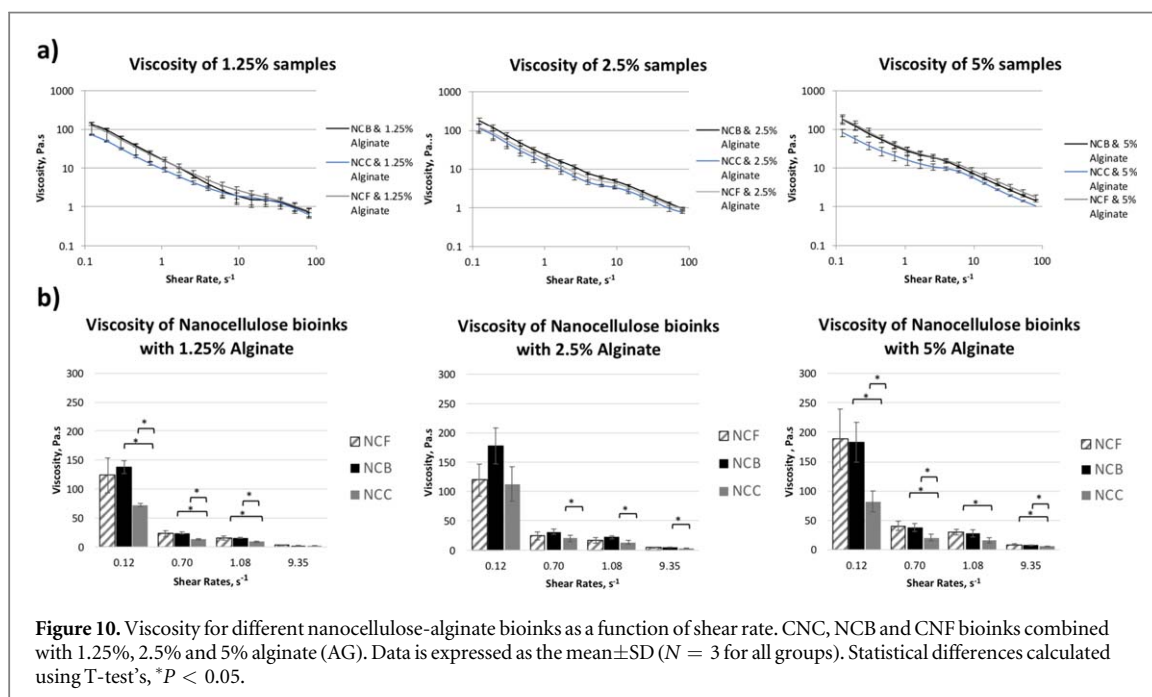 a)
Viscosity of 1.25% samples
Viscosity, Pa.s
1000
100
10
1
0.1
0.1
1
10
100
Shear Rate, s-1
NCB & 1.25%
Alginate
NCC & 1.25%
Alginate
NCF & 1.25%
Alginate
Viscosity of 2.5% samples
Viscosity, Pa.s
1000
100
10
1
0.1
0.1
1
10
100
Shear Rate, s-1
NCB & 2.5%
Alginate
NCC & 2.5%
Alginate
NCF & 2.5%
Alginate
Viscosity of 5% samples
Viscosity, Pa.s
1000
100
10
1
0.1
0.1
1
10
100
Shear Rate, s-1
NCB & 5%
Alginate
NCC & 5%
Alginate
NCF & 5%
Alginate
b)
Viscosity of Nanocellulose bioinks
with 1.25% Alginate
Viscosity, Pa.s
300
250
200
150
100
50
0
* *
* *
* *
0.12
0.70
1.08
9.35
Shear Rates, s-1
NCF
NCB
NCC
Viscosity of Nanocellulose bioinks
with 2.5% Alginate
Viscosity, Pa.s
300
250
200
150
100
50
0
*
*
*
0.12
0.70
1.08
9.35
Shear Rates, s-1
NCF
NCB
NCC
Viscosity of Nanocellulose bioinks
with 5% Alginate
Viscosity , Pa.s
300
250
200
150
100
50
0
* *
* *
*
* *
0.12
0.70
1.08
9.35
Shear Rates, s-1
NCF
NCB
NCC
Figure 10. Viscosity for different nanocellulose-alginate bioinks as a function of shear rate. CNC, NCB and CNF bioinks combined
with 1.25%, 2.5% and 5% alginate (AG). Data is expressed as the mean±SD (N = 3 for all groups). Statistical differences calculated
using T-test's, *P < 0.05.